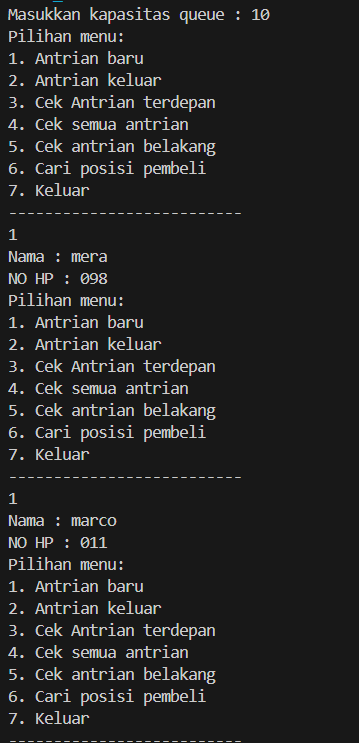 Masukkan kapasitas queue : 10
Pilihan menu:
1. Antrian baru
2. Antrian keluar
3. Cek Antrian terdepan
4. Cek semua antrian
5. Cek antrian belakang
6. Cari posisi pembeli
7. Keluar
--------------------------
1
Nama : mera
NO HP : 098
Pilihan menu:
1. Antrian baru
2. Antrian keluar
3. Cek Antrian terdepan
4. Cek semua antrian
5. Cek antrian belakang
6. Cari posisi pembeli
7. Keluar
--------------------------
1
Nama : marco
NO HP : 011
Pilihan menu:
1. Antrian baru
2. Antrian keluar
3. Cek Antrian terdepan
4. Cek semua antrian
5. Cek antrian belakang
6. Cari posisi pembeli
7. Keluar
--------------------------